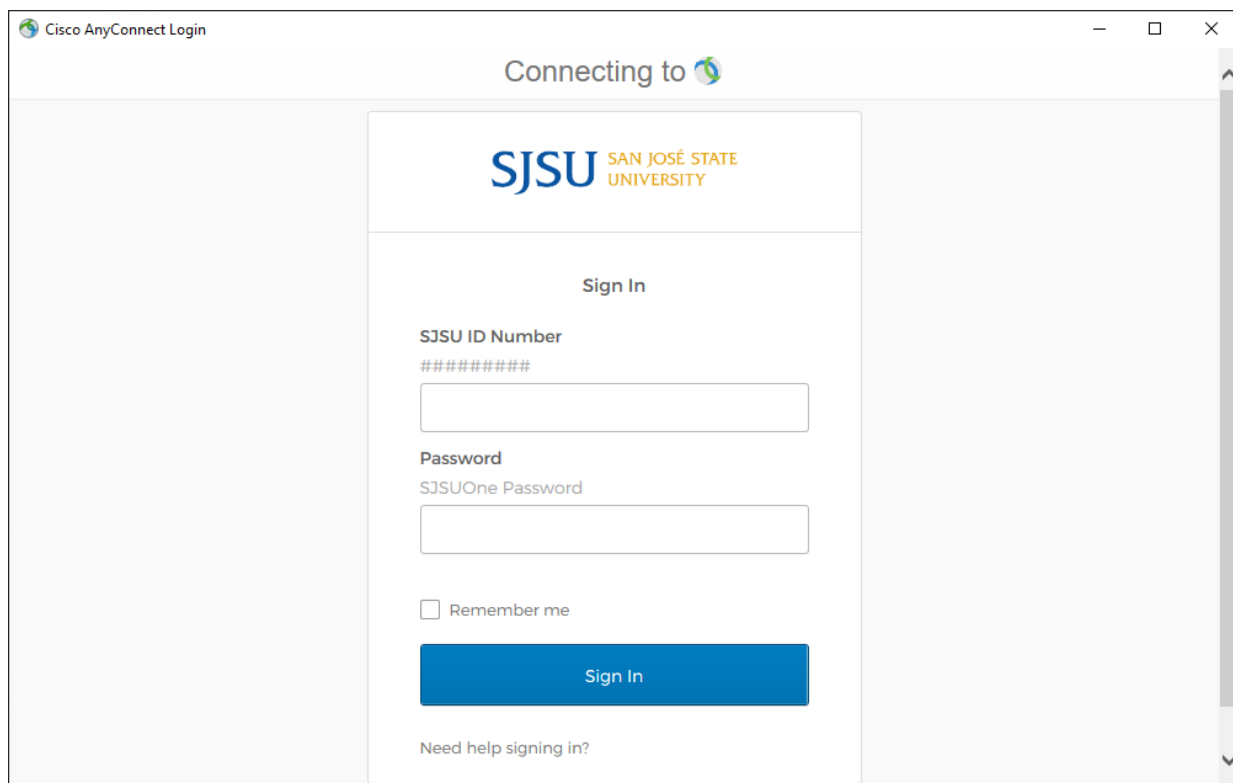 Cisco AnyConnect Login
Connecting to
SJSU SAN JOSÉ STATE
UNIVERSITY
Sign In
SJSU ID Number
#########
Password
SJSUOne Password
Remember me
Sign In
Need help signing in?